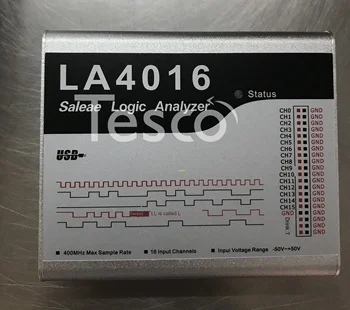 LA4016
Status
Saleae Logic Analyzer
Tesco
USB
CH0 GND
CH1 GND
CH2 GND
CH3 GND
CH4 GND
CH5 GND
CH6 GND
CH7 GND
CH8 GND
CH9 GND
CH10 GND
CH11 GND
CH12 GND
CH13 GND
CH14 GND
CH15 GND
GND GND
is called L
400MHz Max Sample Rate
16 Input Channels
Input Voltage Range -50V~+50V